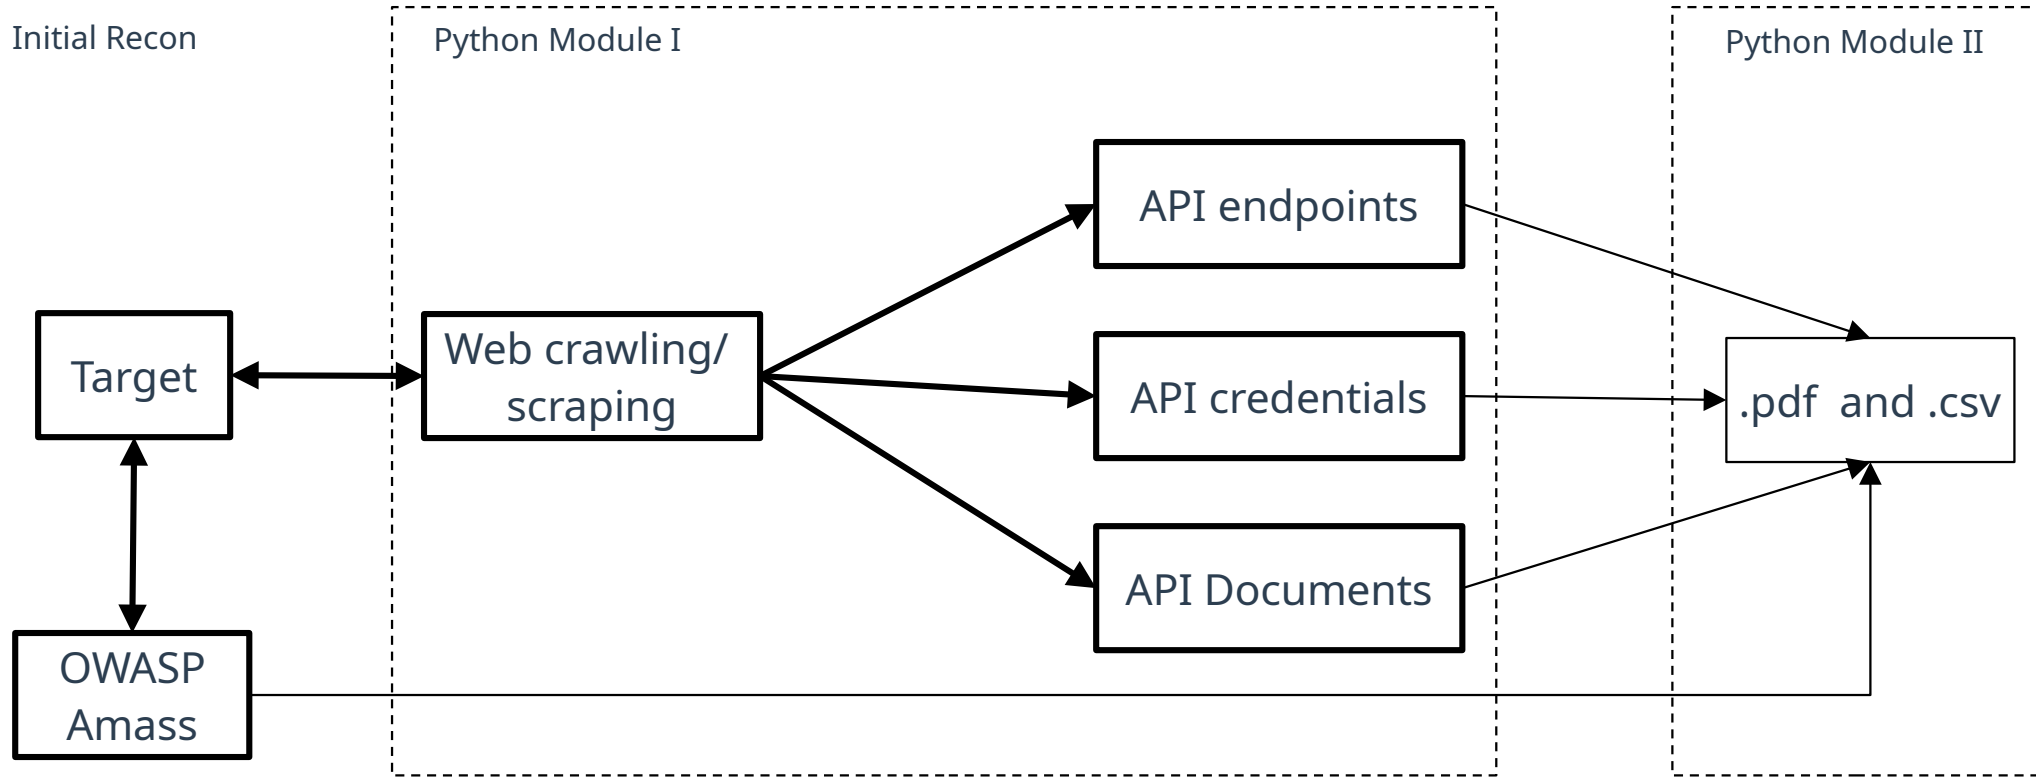 Initial Recon
Python Module I
Python Module II
API endpoints
Target
Web crawling/
scraping
API credentials
.pdf  and .csv
API Documents
OWASP
Amass